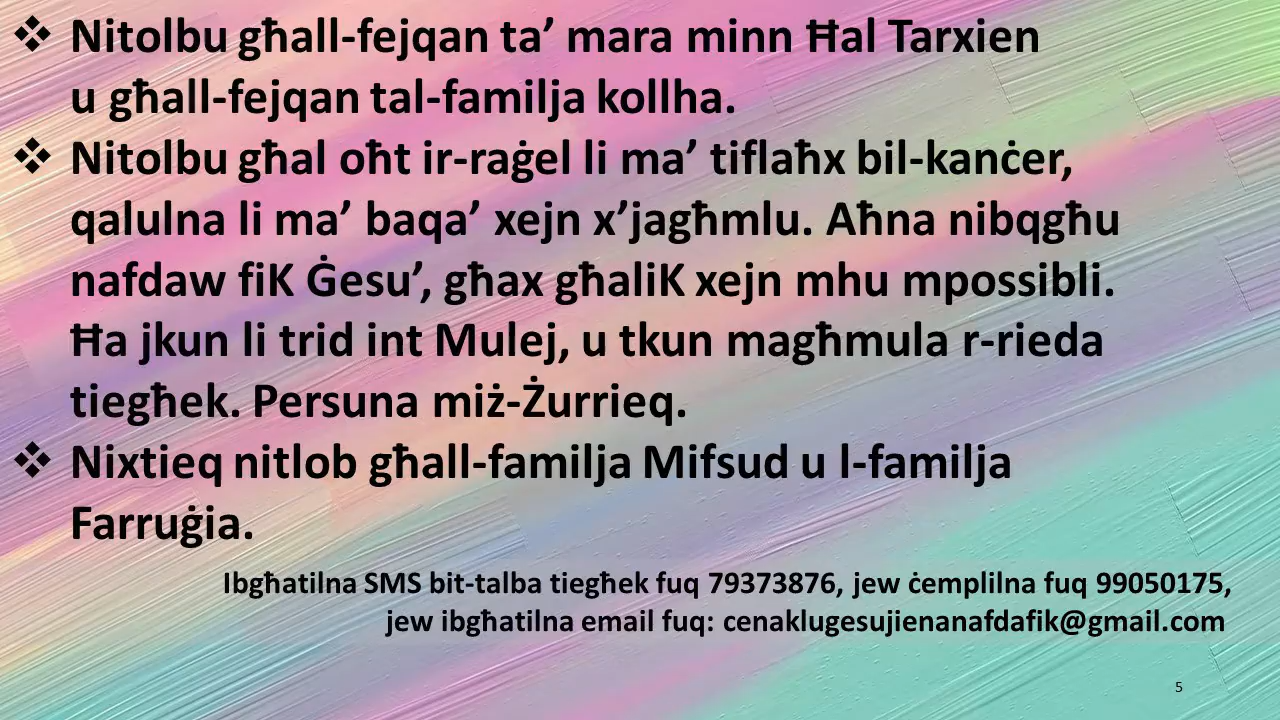 ❖ Nitolbu għall-fejqan ta’ mara minn Ħal Tarxien
u għall-fejqan tal-familja kollha.
❖ Nitolbu għal oħt ir-raġel li ma’ tiflaħx bil-kanċer,
qalulna li ma’ baqa’ xejn x’jagħmlu. Aħna nibqgħu
nafdaw fiK Ġesu’, għax għaliK xejn mhu mpossibli.
Ħa jkun li trid int Mulej, u tkun magħmula r-rieda
tiegħek. Persuna miż-Żurrieq.
❖ Nixtieq nitlob għall-familja Mifsud u l-familja
Farruġia.
Ibgħatilna SMS bit-talba tiegħek fuq 79373876, jew ċemplilna fuq 99050175,
jew ibgħatilna email fuq: cenaklugesujienanafdafik@gmail.com
5